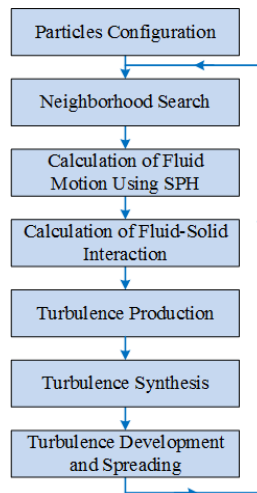 Particles Configuration
Neighborhood Search
Calculation of Fluid
Motion Using SPH
Calculation of Fluid-Solid
Interaction
Turbulence Production
Turbulence Synthesis
Turbulence Development
and Spreading